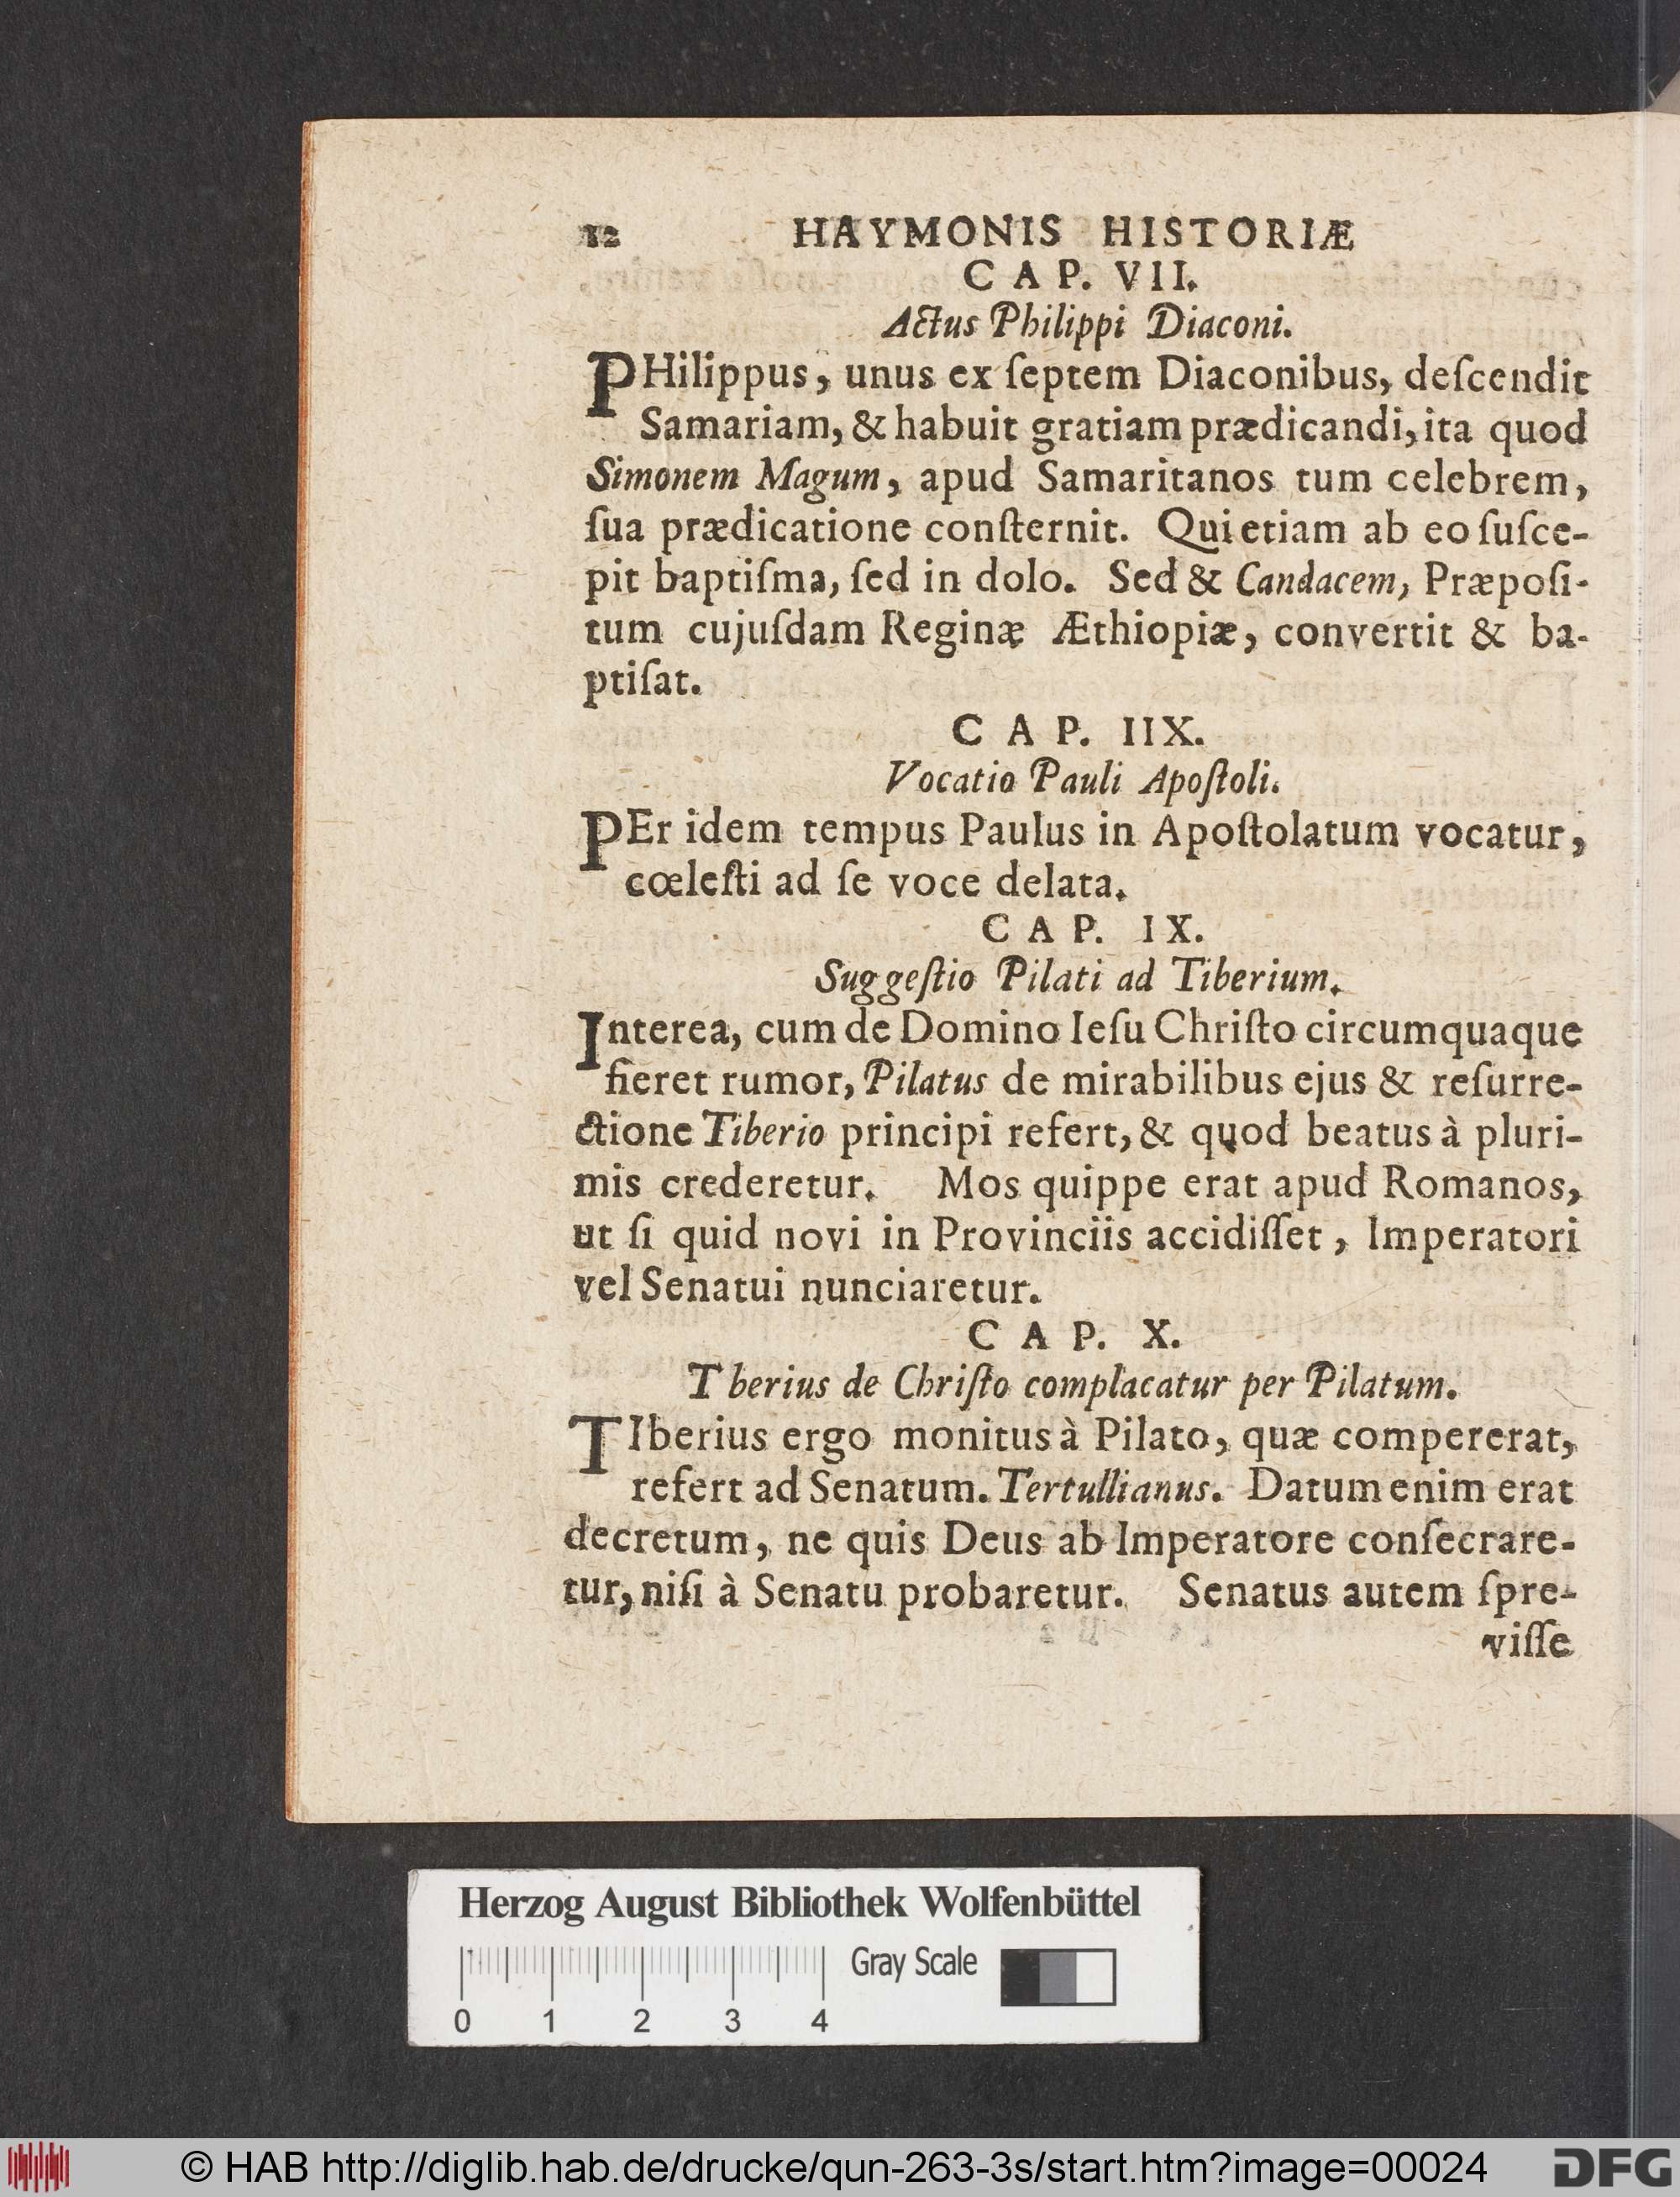 12 HAYMONIS HISTORIÆ
CAP. VII.
Actus Philippi Diaconi.
PHilippus, unus ex ſeptem Diaconibus, deſcendit
Samariam, & habuit gratiam prædicandi, ita quod
Simonem Magum, apud Samaritanos tum celebrem,
ſua prædicatione conſternit. Qui etiam ab eo ſuſce-
pit baptiſma, ſed in dolo. Sed & Candacem, Præpoſi-
tum cujuſdam Reginæ Æthiopiæ, convertit & ba-
ptiſat.
CAP. IIX.
Vocatio Pauli Apoſtoli.
PEr idem tempus Paulus in Apoſtolatum vocatur,
cœleſti ad ſe voce delata.
CAP. IX.
Suggeſtio Pilati ad Tiberium.
Interea, cum de Domino Ieſu Chriſto circumquaque
fieret rumor, Pilatus de mirabilibus ejus & reſurre-
ctione Tiberio principi refert, & quod beatus à pluri-
mis crederetur. Mos quippe erat apud Romanos,
ut ſi quid novi in Provinciis accidiſſet, Imperatori
vel Senatui nunciaretur.
CAP. X.
T berius de Chriſto complacatur per Pilatum.
TIberius ergo monitus à Pilato, quæ compererat,
refert ad Senatum. Tertullianus. Datum enim erat
decretum, ne quis Deus ab Imperatore conſecrare-
tur, niſi à Senatu probaretur. Senatus autem ſpre-
viſſe
Herzog August Bibliothek Wolfenbüttel
Gray Scale
0 1 2 3 4
© HAB http://diglib.hab.de/drucke/qun-263-3s/start.htm?image=00024
DFG